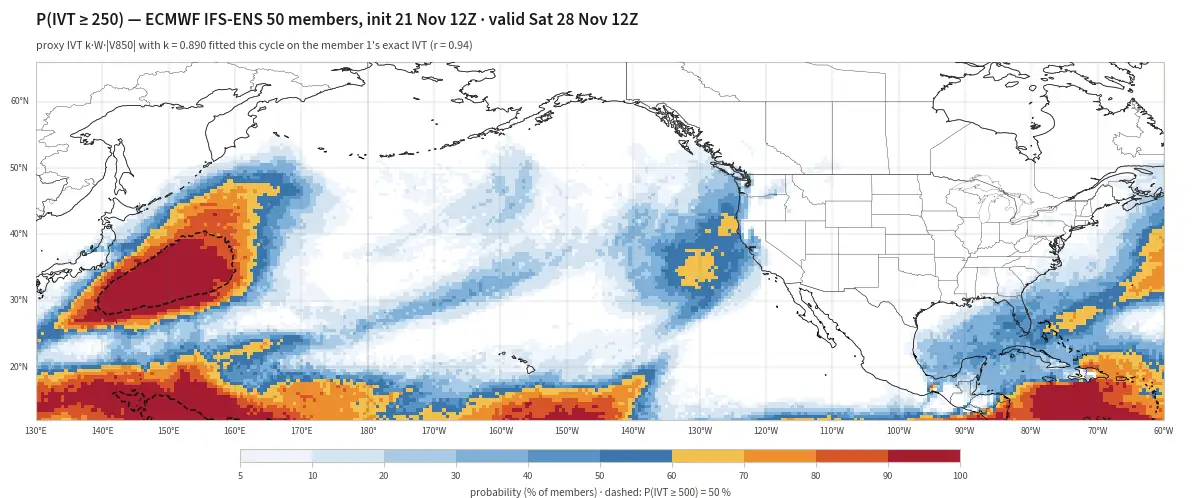 P(IVT ≥ 250) — ECMWF IFS-ENS 50 members, init 21 Nov 12Z · valid Sat 28 Nov 12Z
proxy IVT k·W·|V850| with k = 0.890 fitted this cycle on the member 1's exact IVT (r = 0.94)
60°N
50°N
40°N
30°N
20°N
130°E 140°E 150°E 160°E 170°E 180° 170°W 160°W 150°W 140°W 130°W 120°W 110°W 100°W 90°W 80°W 70°W 60°W
5 10 20 30 40 50 60 70 80 90 100
probability (% of members) · dashed: P(IVT ≥ 500) = 50 %